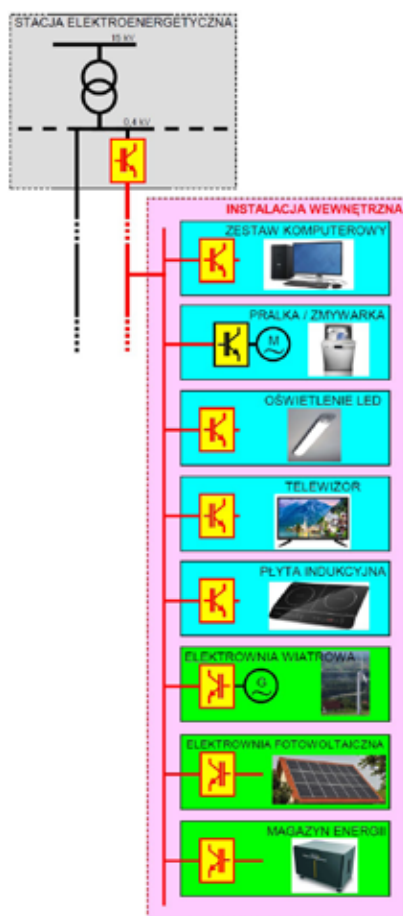 STACJA ELEKTROENERGETYCZNA
15 kV
0,4 kV
INSTALACJA WEWNĘTRZNA
ZESTAW KOMPUTEROWY
PRALKA / ZMYWARKA
M
OŚWIETLENIE LED
TELEWIZOR
PŁYTA INDUKCYJNA
ELEKTROWNIA WIATROWA
G
ELEKTROWNIA FOTOWOLTAICZNA
MAGAZYN ENERGII